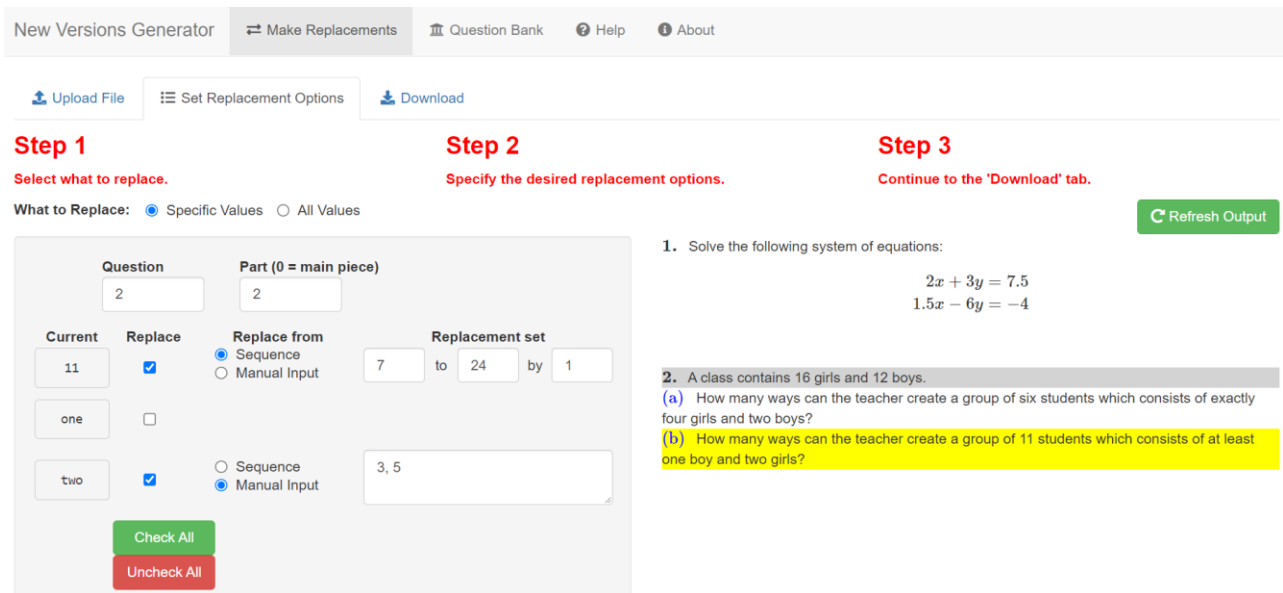 New Versions Generator Make Replacements Question Bank Help About
Upload File Set Replacement Options Download
Step 1 Step 2 Step 3
Select what to replace. Specify the desired replacement options. Continue to the 'Download' tab.
What to Replace: Specific Values All Values
Refresh Output
Question Part (0 = main piece)
2 2
Current Replace Replace from Replacement set
11 Sequence 7 to 24 by 1
Manual Input
one
two Sequence 3, 5
Manual Input
Check All
Uncheck All
1. Solve the following system of equations:
2x + 3y = 7.5
1.5x − 6y = −4
2. A class contains 16 girls and 12 boys.
(a) How many ways can the teacher create a group of six students which consists of exactly
four girls and two boys?
(b) How many ways can the teacher create a group of 11 students which consists of at least
one boy and two girls?